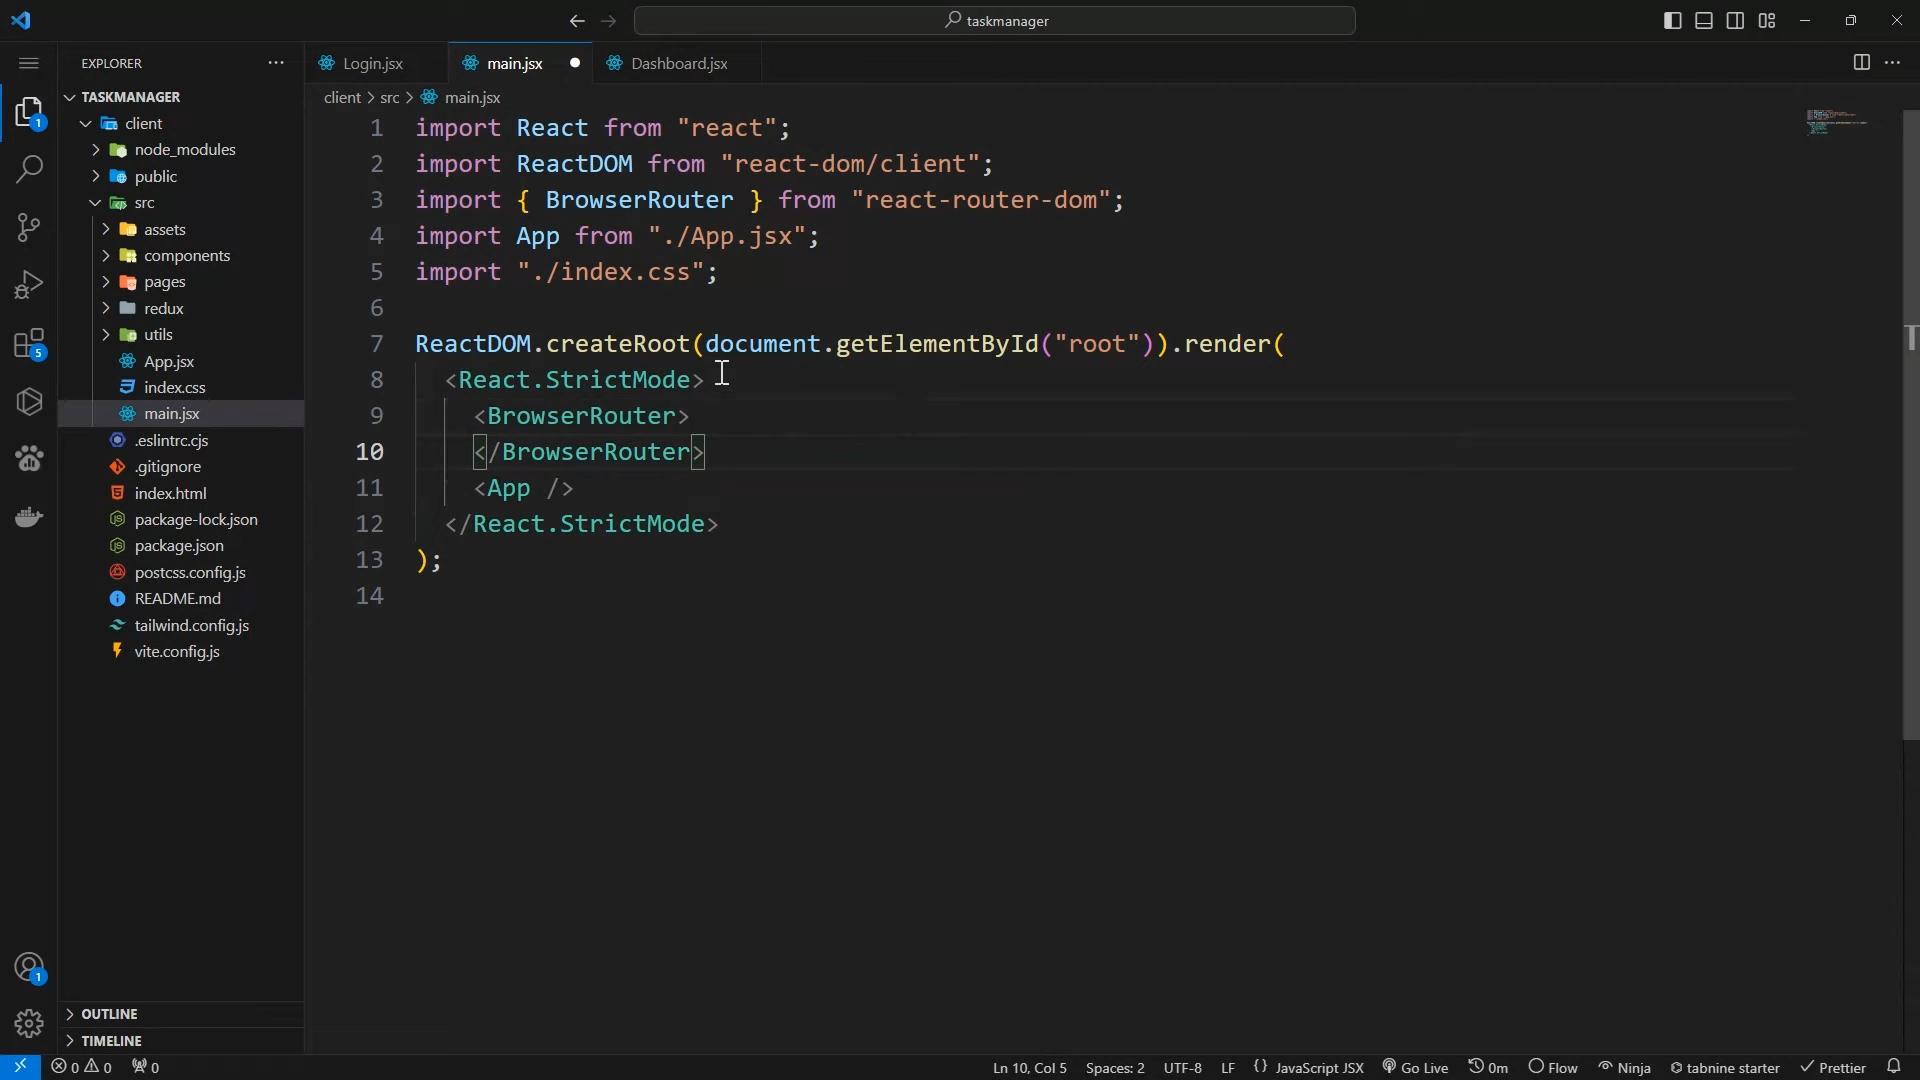 taskmanager
EXPLORER
TASKMANAGER
client
node_modules
public
src
assets
components
pages
redux
utils
App.jsx
index.css
main.jsx
.eslintrc.cjs
.gitignore
index.html
package-lock.json
package.json
postcss.config.js
README.md
tailwind.config.js
vite.config.js
OUTLINE
TIMELINE
1
5
1
Login.jsx main.jsx Dashboard.jsx
client > src > main.jsx
1 import React from "react";
2 import ReactDOM from "react-dom/client";
3 import { BrowserRouter } from "react-router-dom";
4 import App from "./App.jsx";
5 import "./index.css";
6
7 ReactDOM.createRoot(document.getElementById("root")).render(
8 <React.StrictMode>
9 <BrowserRouter>
10 </BrowserRouter>
11 <App />
12 </React.StrictMode>
13 );
14
0 0 0 Ln 10, Col 5 Spaces: 2 UTF-8 LF {} JavaScript JSX Go Live 0m Flow Ninja tabnine starter Prettier